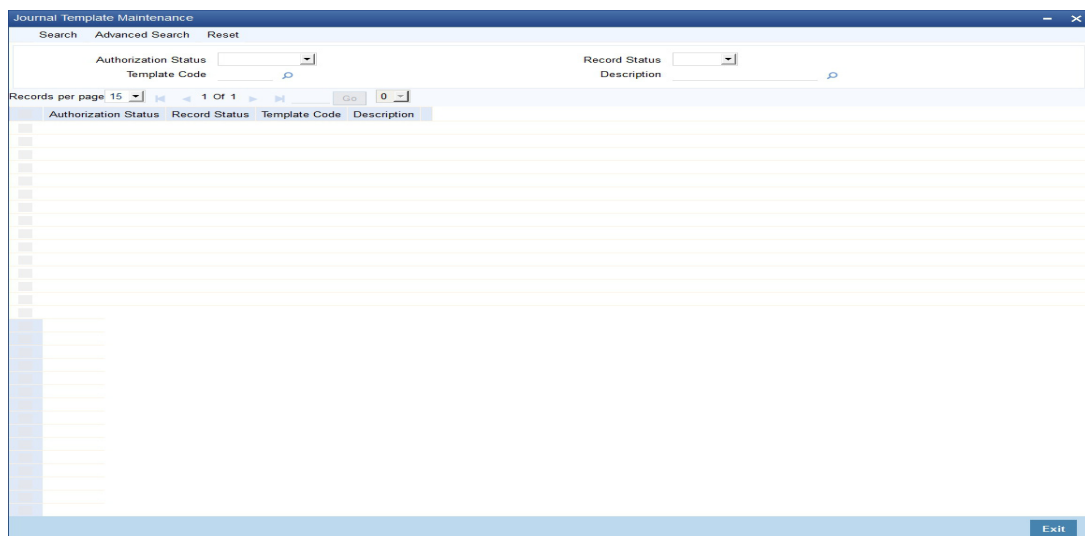 Journal Template Maintenance
Search Advanced Search Reset
Authorization Status Record Status
Template Code Description
Records per page 15 1 Of 1 Go 0
Authorization Status Record Status Template Code Description
Exit